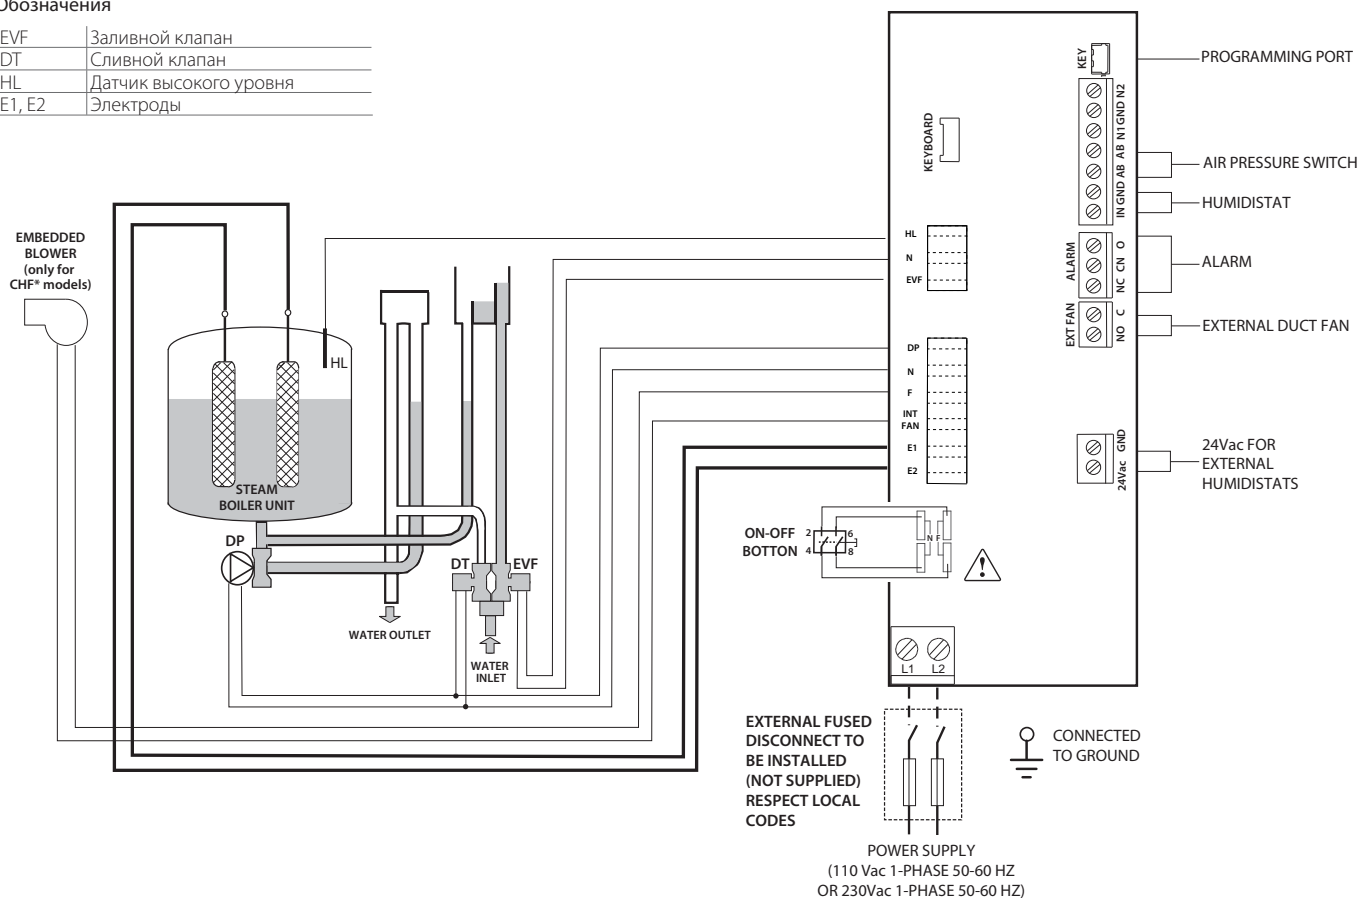 Обозначения
EVF Заливной клапан
DT Сливной клапан
HL Датчик высокого уровня
E1, E2 Электроды
EMBEDDED
BLOWER
(only for
CHF* models)
HL
STEAM
BOILER UNIT
DP
DT
EVF
WATER OUTLET
WATER
INLET
KEYBOARD
HL
N
EVF
DP
N
F
INT
FAN
E1
E2
ON-OFF
BOTTON
2
4
6
8
N F
!
L1
L2
KEY
IN GND AB AB N1 GND N2
ALARM
NC CN O
EXT FAN
NO C
24Vac GND
PROGRAMMING PORT
AIR PRESSURE SWITCH
HUMIDISTAT
ALARM
EXTERNAL DUCT FAN
24Vac FOR
EXTERNAL
HUMIDISTATS
EXTERNAL FUSED
DISCONNECT TO
BE INSTALLED
(NOT SUPPLIED)
RESPECT LOCAL
CODES
CONNECTED
TO GROUND
POWER SUPPLY
(110 Vac 1-PHASE 50-60 HZ
OR 230Vac 1-PHASE 50-60 HZ)